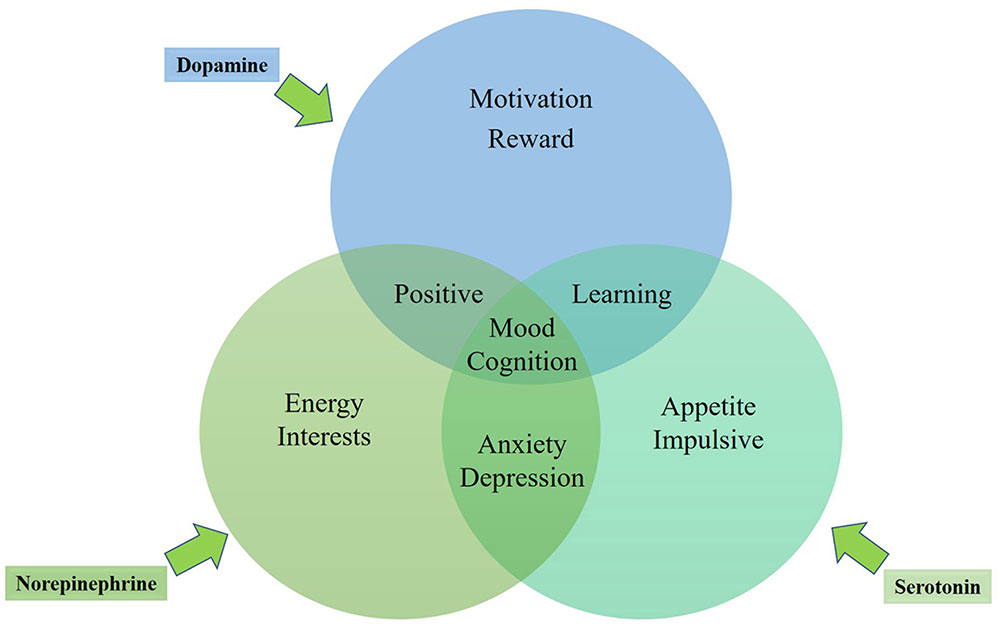 Dopamine
Motivation
Reward
Positive
Learning
Mood
Cognition
Energy
Interests
Appetite
Impulsive
Anxiety
Depression
Norepinephrine
Serotonin